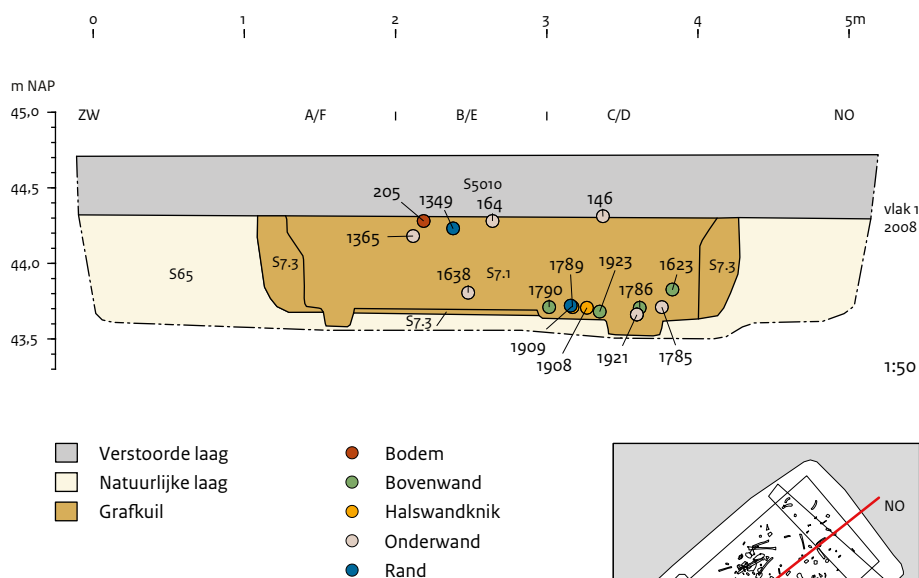 0 1 2 3 4 5m
m NAP
45,0 ZW A/F B/E C/D NO
44,5
44,0
43,5
205 1349 S5010 164 146
vlak 1
2008
1365
S65 S7.3 1638 S7.1 1789 1923 1623 S7.3
1790 1786
S7.3
1909 1908 1921 1785
1:50
Verstoorde laag
Natuurlijke laag
Grafkuil
Bodem
Bovenwand
Halswandknik
Onderwand
Rand
NO